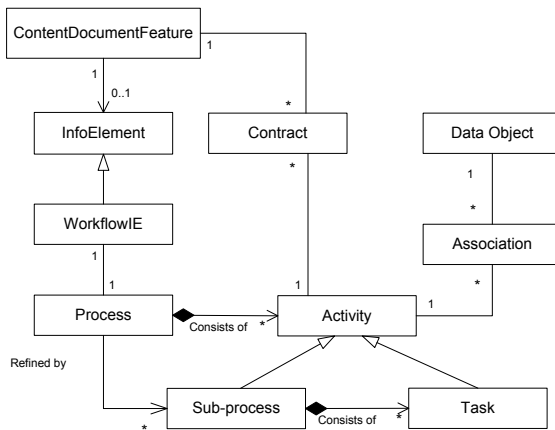 ContentDocumentFeature
1
1
0..1
*
InfoElement
Contract
Data Object
*
1
*
WorkflowIE
Association
1
*
1
1
1
Process
Activity
Consists of
*
Refined by
Sub-process
Task
*
Consists of
*